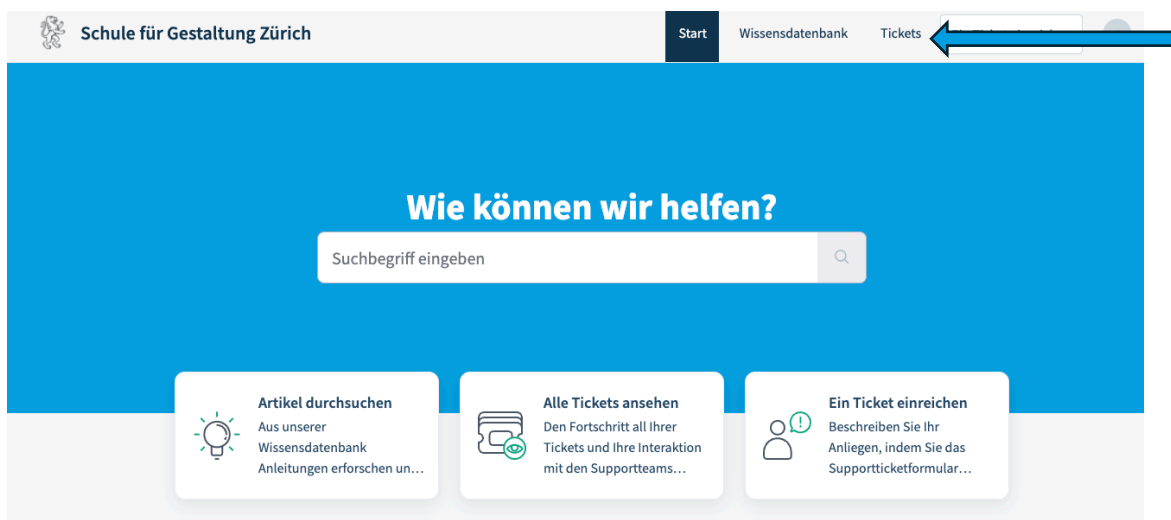 Schule für Gestaltung Zürich
Start Wissensdatenbank Tickets
Wie können wir helfen?
Suchbegriff eingeben
Artikel durchsuchen
Aus unserer
Wissensdatenbank
Anleitungen erforschen un…
Alle Tickets ansehen
Den Fortschritt all Ihrer
Tickets und Ihre Interaktion
mit den Supportteams…
Ein Ticket einreichen
Beschreiben Sie Ihr
Anliegen, indem Sie das
Supportticketformular…